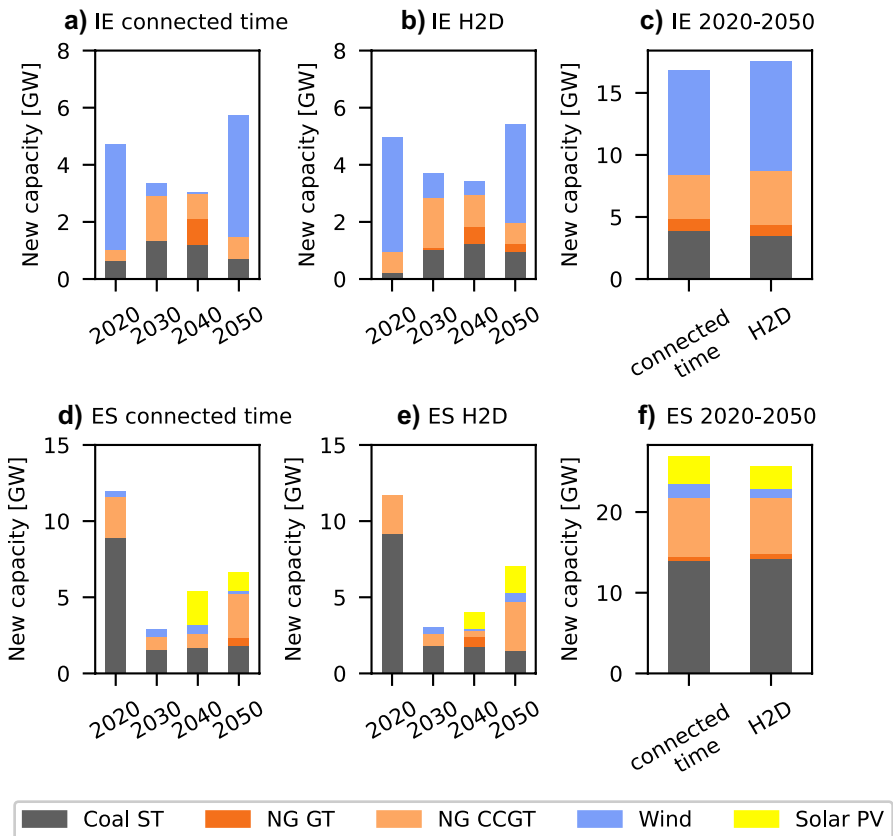 a) IE connected time
b) IE H2D
c) IE 2020-2050
New capacity [GW]
8
6
4
2
0
2020
2030
2040
2050
New capacity [GW]
8
6
4
2
0
2020
2030
2040
2050
New capacity [GW]
15
10
5
0
connected
time
H2D
d) ES connected time
e) ES H2D
f) ES 2020-2050
New capacity [GW]
15
10
5
0
2020
2030
2040
2050
New capacity [GW]
15
10
5
0
2020
2030
2040
2050
New capacity [GW]
20
10
0
connected
time
H2D
Coal ST
NG GT
NG CCGT
Wind
Solar PV